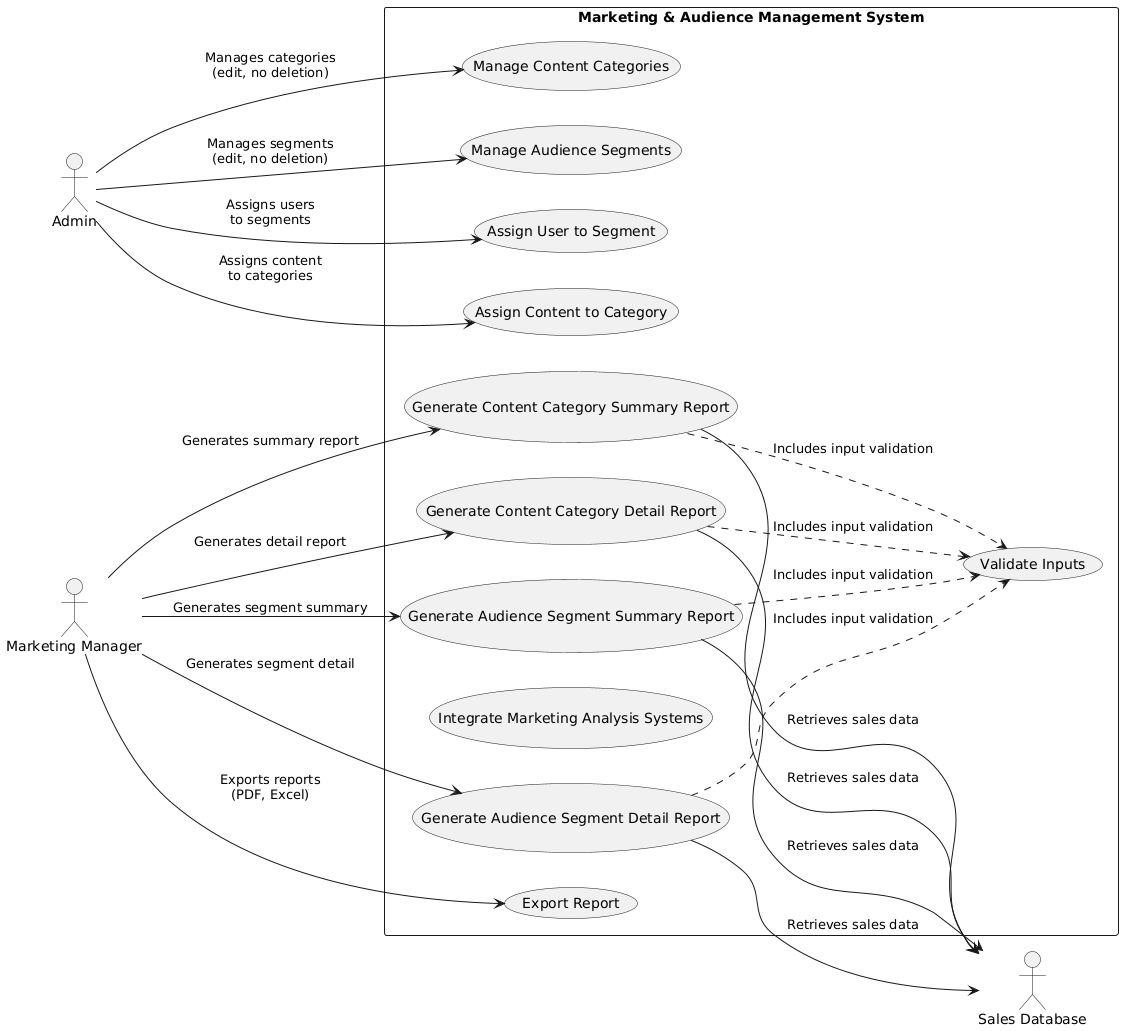 Marketing & Audience Management System
Manages categories
(edit, no deletion)
Manage Content Categories
Manages segments
(edit, no deletion)
Manage Audience Segments
Admin
Assigns users
to segments
Assign User to Segment
Assigns content
to categories
Assign Content to Category
Generates summary report
Generate Content Category Summary Report
Includes input validation
Generates detail report
Generate Content Category Detail Report
Includes input validation
Validate Inputs
Includes input validation
Generates segment summary
Generate Audience Segment Summary Report
Includes input validation
Marketing Manager
Generates segment detail
Integrate Marketing Analysis Systems
Retrieves sales data
Exports reports
(PDF, Excel)
Retrieves sales data
Generate Audience Segment Detail Report
Retrieves sales data
Export Report
Retrieves sales data
Sales Database